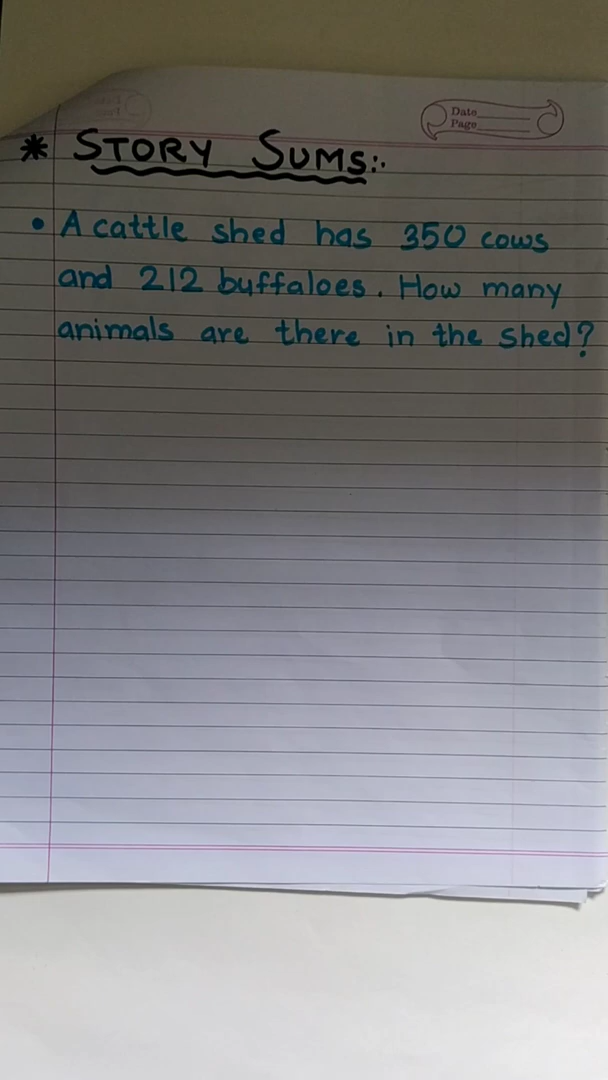 Date
Page
* STORY SUMS:.
• A cattle shed has 350 cows
and 212 buffaloes. How many
animals are there in the shed?